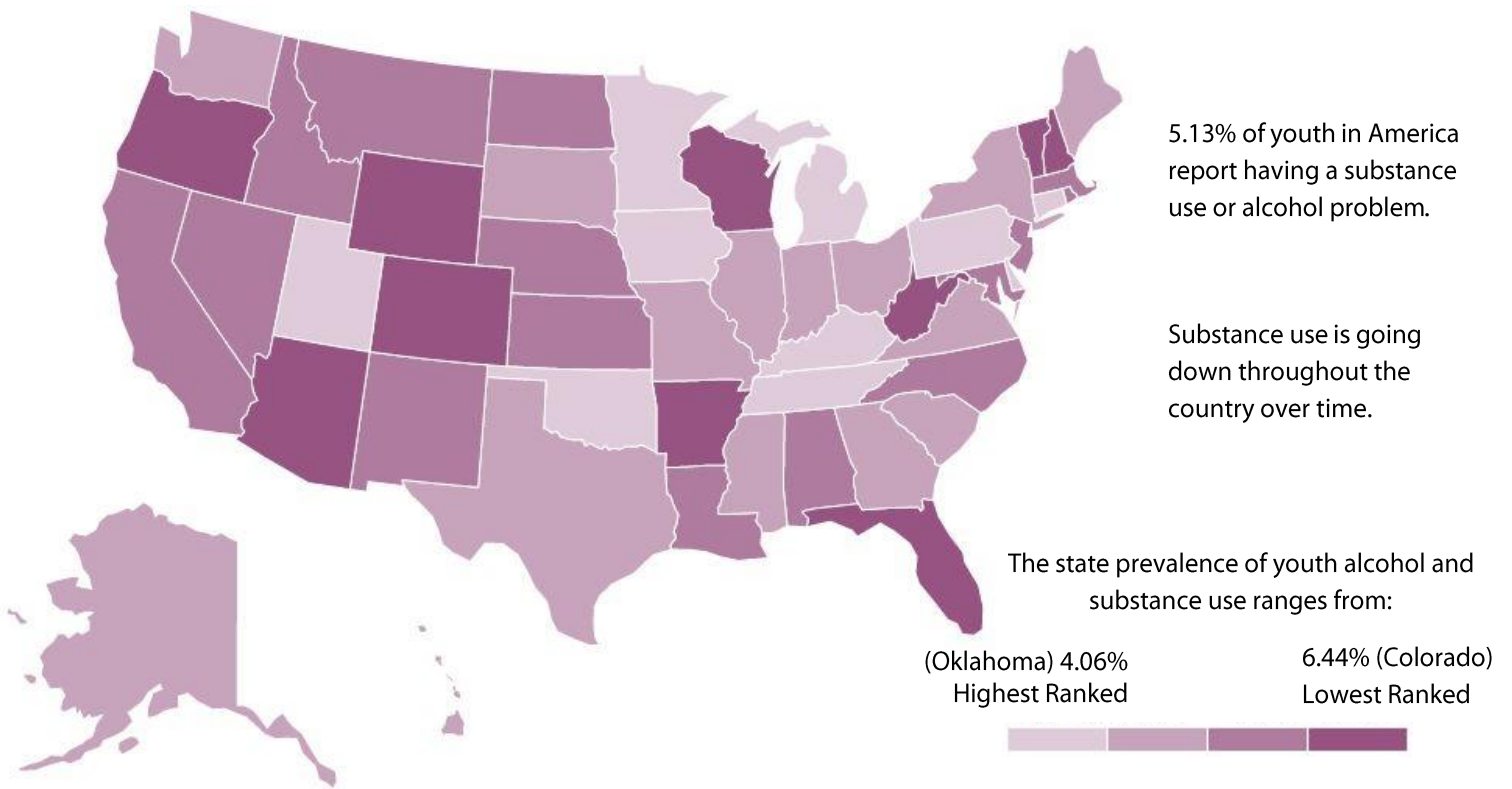 5.13% of youth in America
report having a substance
use or alcohol problem.
Substance use is going
down throughout the
country over time.
The state prevalence of youth alcohol and
substance use ranges from:
(Oklahoma) 4.06%
Highest Ranked
6.44% (Colorado)
Lowest Ranked